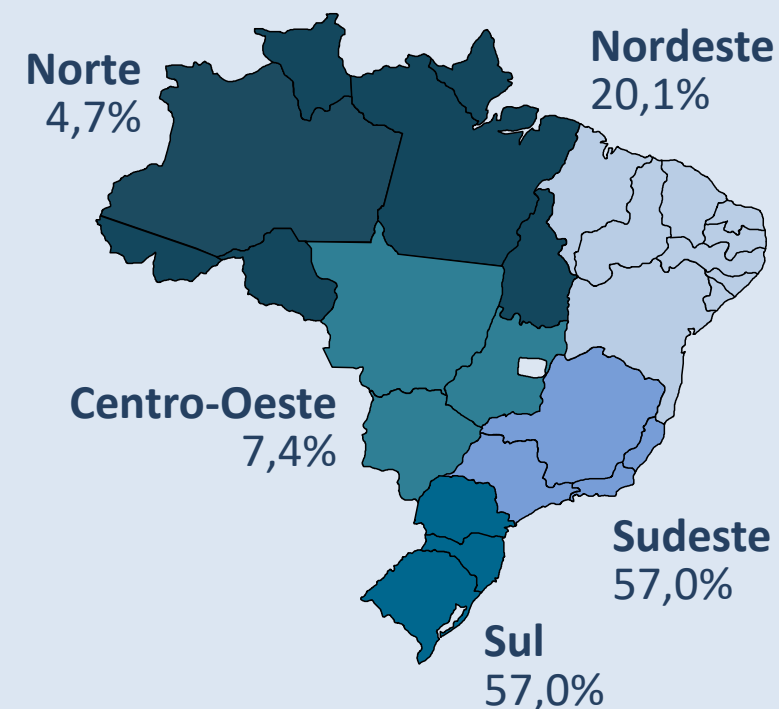 Norte
4,7%
Nordeste
20,1%
Centro-Oeste
7,4%
Sudeste
57,0%
Sul
57,0%